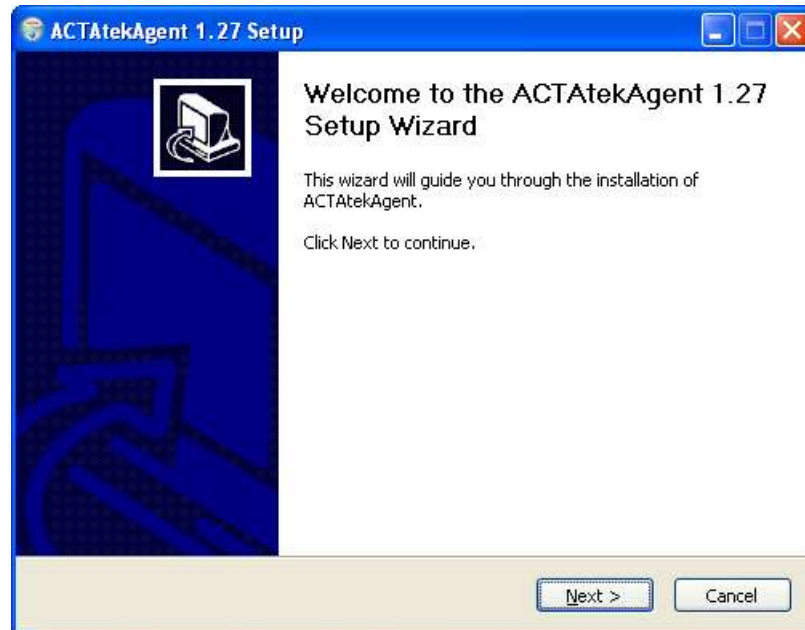 ACTAtekAgent 1.27 Setup
Welcome to the ACTAtekAgent 1.27
Setup Wizard
This wizard will guide you through the installation of
ACTAtekAgent.
Click Next to continue.
Next >
Cancel